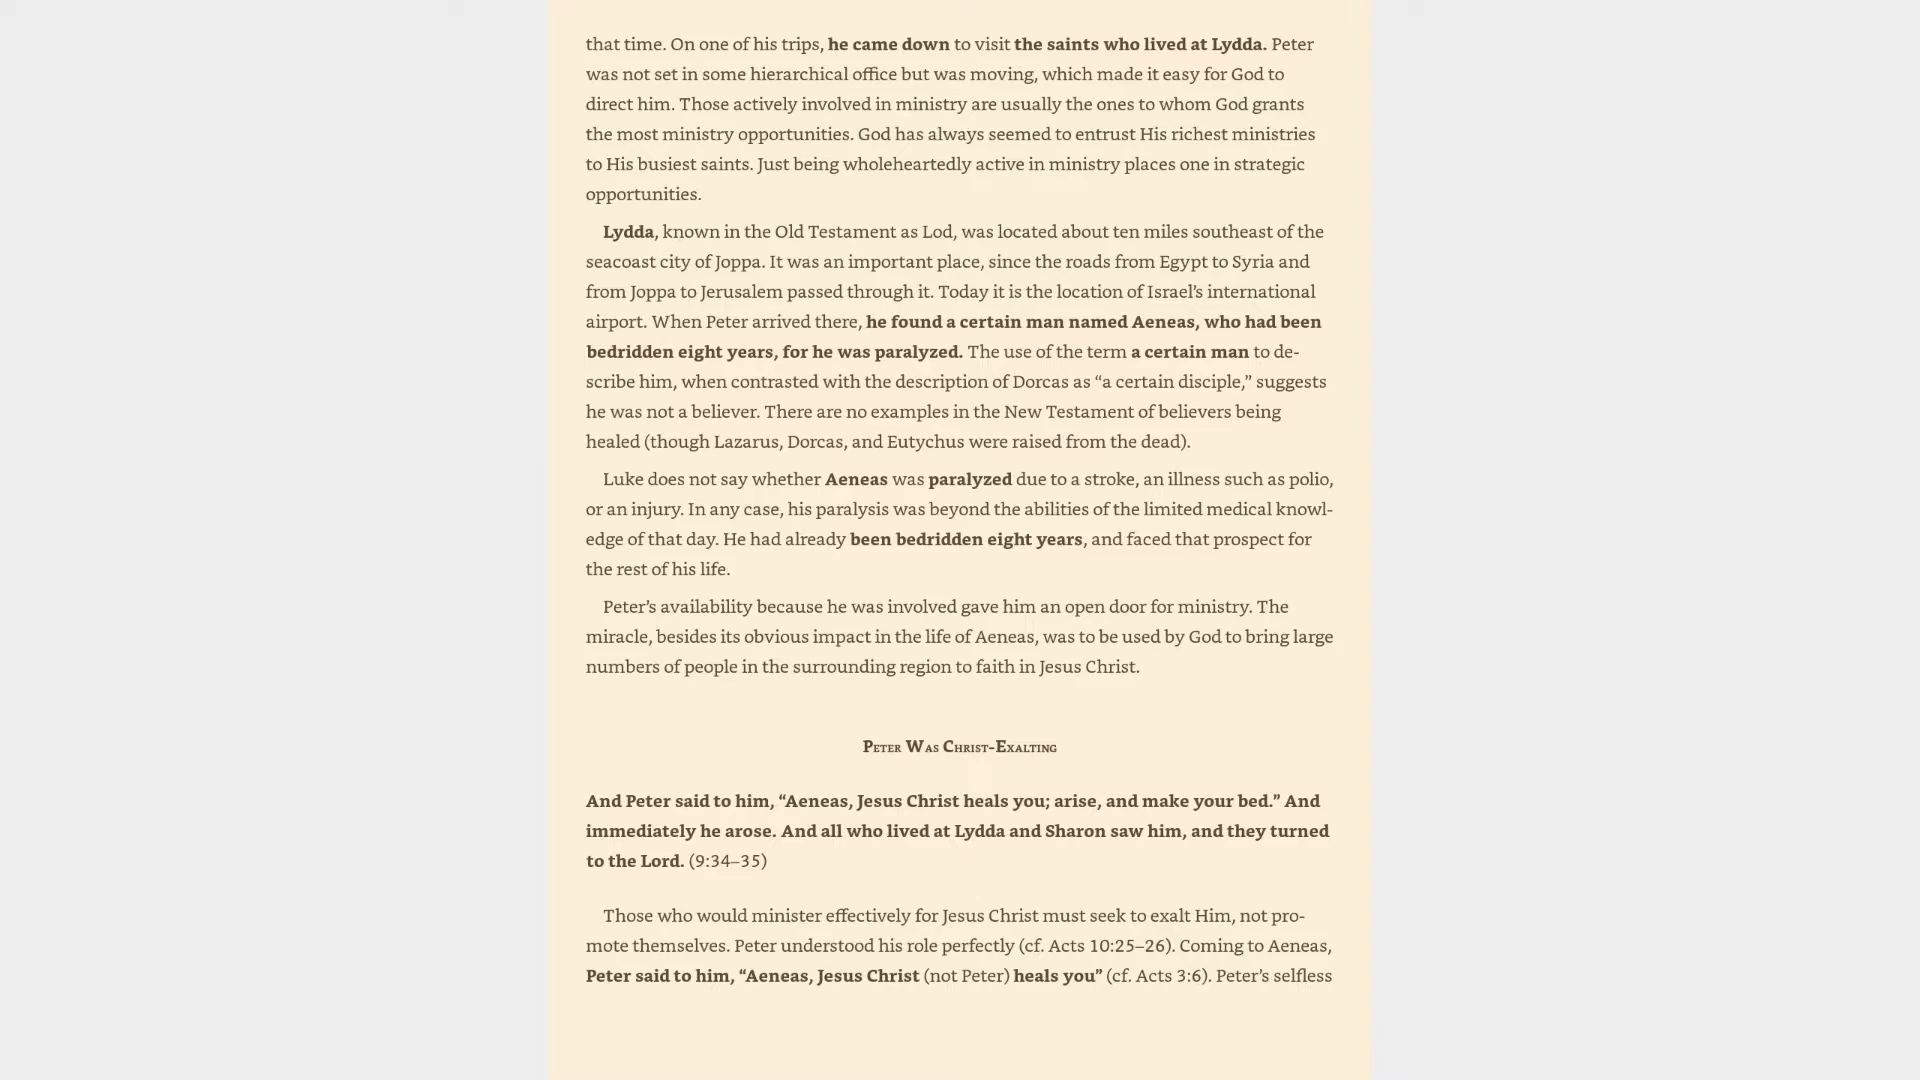 that time. On one of his trips, he came down to visit the saints who lived at Lydda. Peter
was not set in some hierarchical office but was moving, which made it easy for God to
direct him. Those actively involved in ministry are usually the ones to whom God grants
the most ministry opportunities. God has always seemed to entrust His richest ministries
to His busiest saints. Just being wholeheartedly active in ministry places one in strategic
opportunities.
Lydda, known in the Old Testament as Lod, was located about ten miles southeast of the
seacoast city of Joppa. It was an important place, since the roads from Egypt to Syria and
from Joppa to Jerusalem passed through it. Today it is the location of Israel’s international
airport. When Peter arrived there, he found a certain man named Aeneas, who had been
bedridden eight years, for he was paralyzed. The use of the term a certain man to de-
scribe him, when contrasted with the description of Dorcas as “a certain disciple,” suggests
he was not a believer. There are no examples in the New Testament of believers being
healed (though Lazarus, Dorcas, and Eutychus were raised from the dead).
Luke does not say whether Aeneas was paralyzed due to a stroke, an illness such as polio,
or an injury. In any case, his paralysis was beyond the abilities of the limited medical knowl-
edge of that day. He had already been bedridden eight years, and faced that prospect for
the rest of his life.
Peter’s availability because he was involved gave him an open door for ministry. The
miracle, besides its obvious impact in the life of Aeneas, was to be used by God to bring large
numbers of people in the surrounding region to faith in Jesus Christ.
Peter Was Christ-Exalting
And Peter said to him, “Aeneas, Jesus Christ heals you; arise, and make your bed.” And
immediately he arose. And all who lived at Lydda and Sharon saw him, and they turned
to the Lord. (9:34–35)
Those who would minister effectively for Jesus Christ must seek to exalt Him, not pro-
mote themselves. Peter understood his role perfectly (cf. Acts 10:25–26). Coming to Aeneas,
Peter said to him, “Aeneas, Jesus Christ (not Peter) heals you” (cf. Acts 3:6). Peter’s selfless